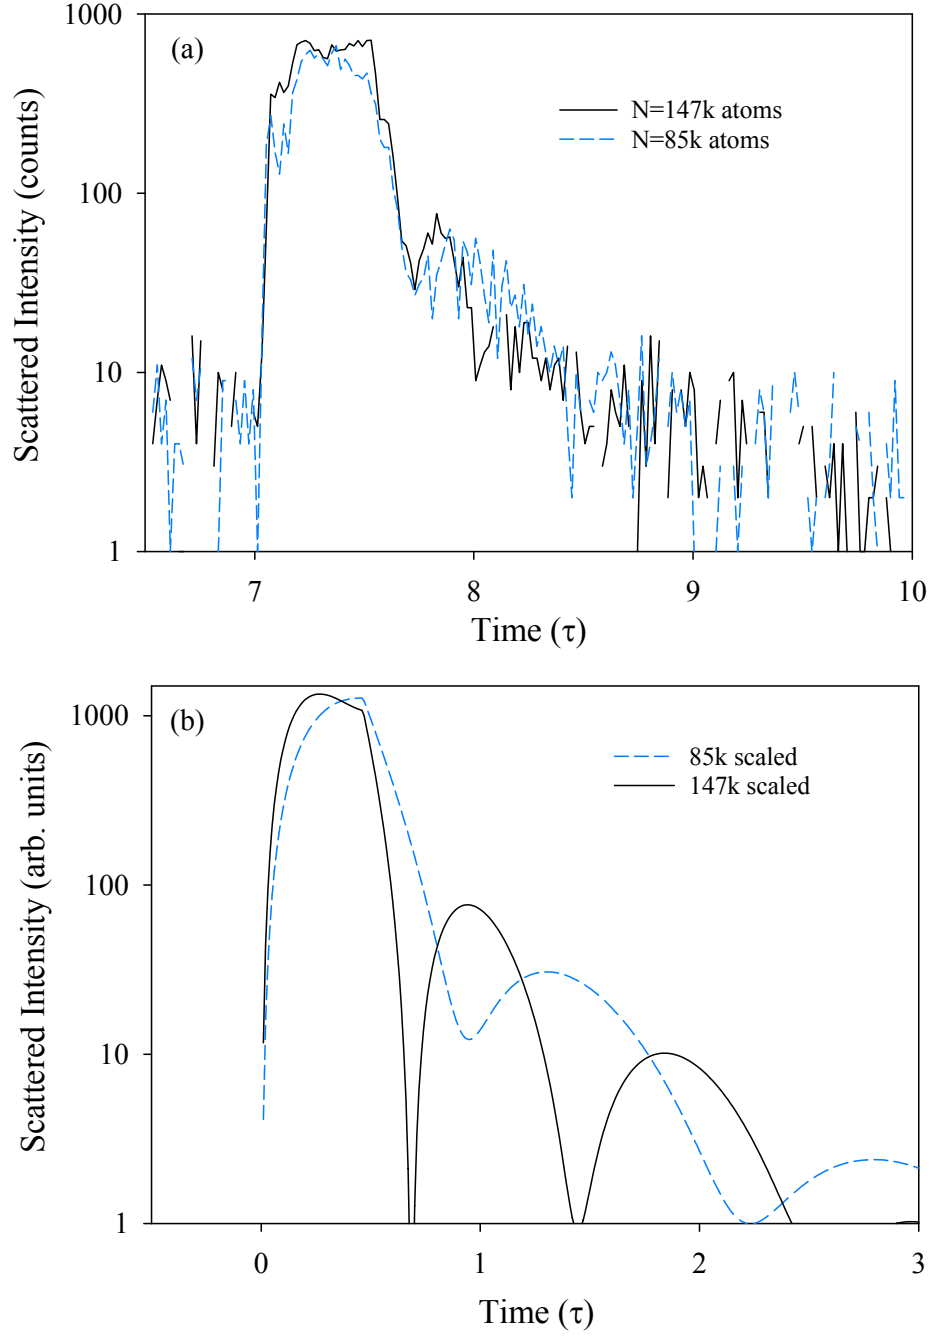 (a)
1000
100
10
1
Scattered Intensity (counts)
N=147k atoms
N=85k atoms
7
8
9
10
Time (τ)
(b)
1000
100
10
1
Scattered Intensity (arb. units)
85k scaled
147k scaled
0
1
2
3
Time (τ)